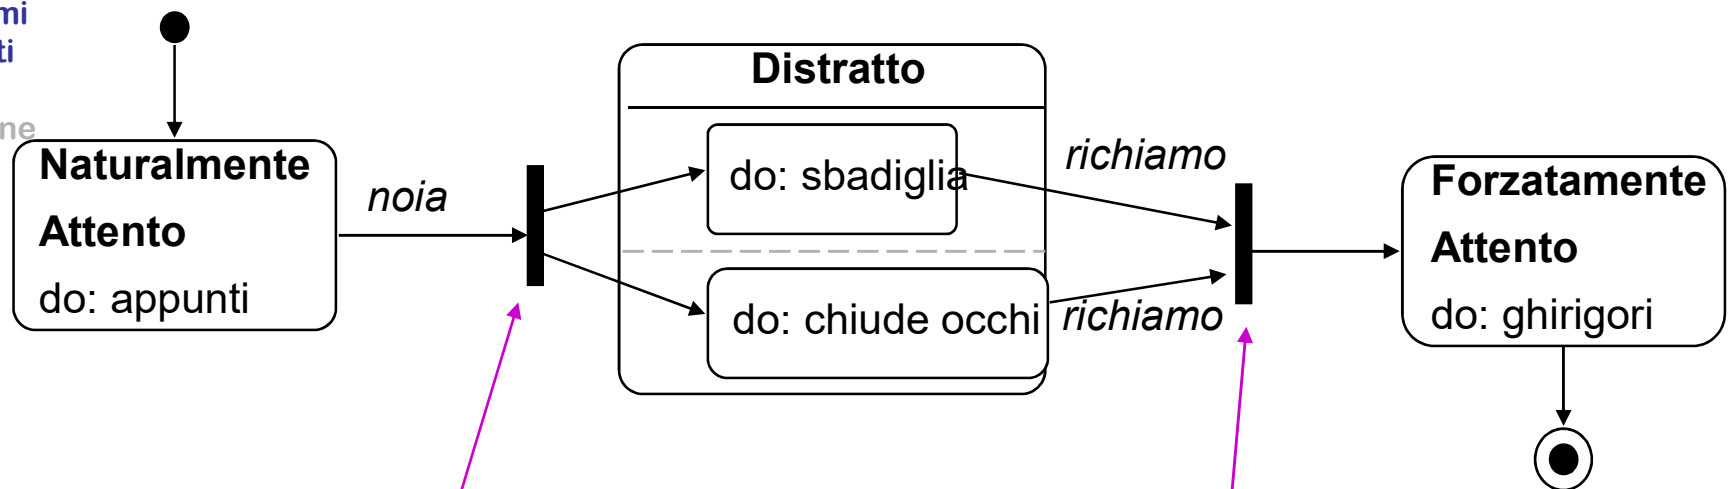 mi
ti
ne
Naturalmente
Attento
do: appunti
noia
Distratto
do: sbadiglia
do: chiude occhi
richiamo
richiamo
Forzatamente
Attento
do: ghirigori